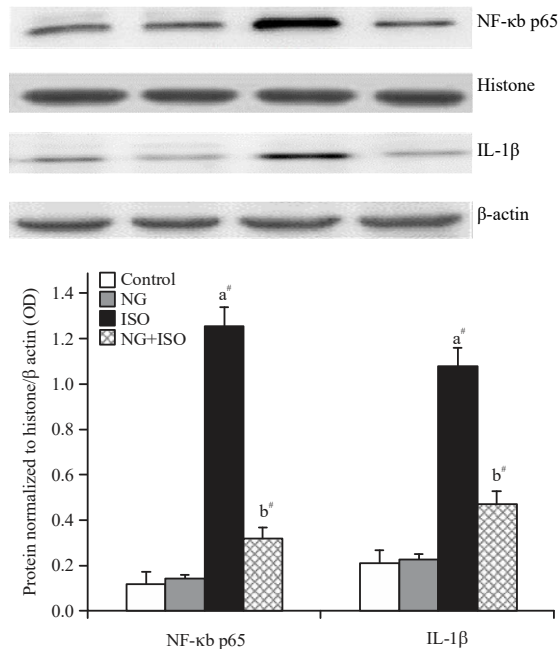 NF-κb p65
Histone
IL-1β
β-actin
Protein normalized to histone/β actin (OD)
1.4
1.2
1.0
0.8
0.6
0.4
0.2
0.0
Control
NG
ISO
NG+ISO
a#
b#
a#
b#
NF-κb p65
IL-1β